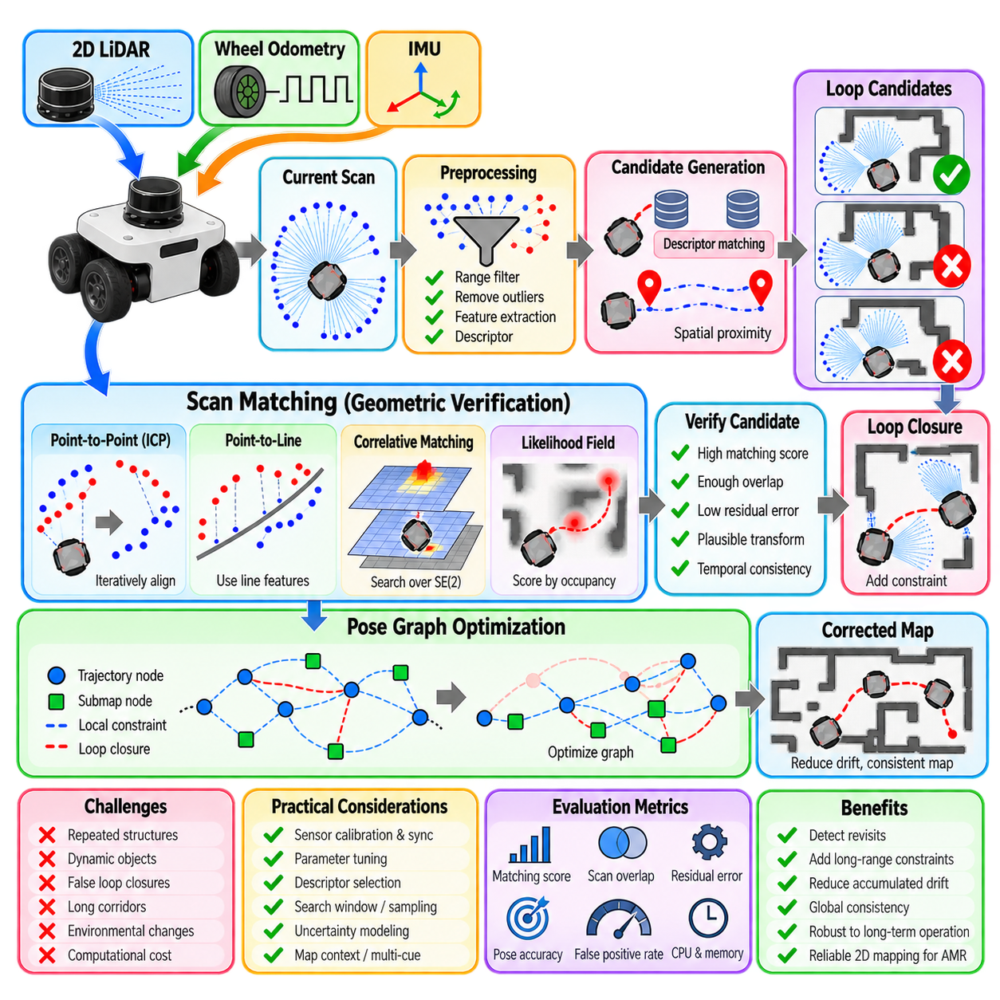 2D LiDAR
Wheel Odometry
IMU
Loop Candidates
Current Scan
Preprocessing
Range filter
Remove outliers
Feature extraction
Descriptor
Candidate Generation
Descriptor matching
Spatial proximity
Scan Matching (Geometric Verification)
Point-to-Point (ICP)
Iteratively align
Point-to-Line
Use line features
Correlative Matching
Search over SE(2)
Likelihood Field
Score by occupancy
Verify Candidate
High matching score
Enough overlap
Low residual error
Plausible transform
Temporal consistency
Loop Closure
Add constraint
Pose Graph Optimization
Trajectory node
Submap node
Local constraint
Loop closure
Optimize graph
Corrected Map
Reduce drift, consistent map
Challenges
Repeated structures
Dynamic objects
False loop closures
Long corridors
Environmental changes
Computational cost
Practical Considerations
Sensor calibration & sync
Parameter tuning
Descriptor selection
Search window / sampling
Uncertainty modeling
Map context / multi-cue
Evaluation Metrics
Matching score
Scan overlap
Residual error
Pose accuracy
False positive rate
CPU & memory
Benefits
Detect revisits
Add long-range constraints
Reduce accumulated drift
Global consistency
Robust to long-term operation
Reliable 2D mapping for AMR